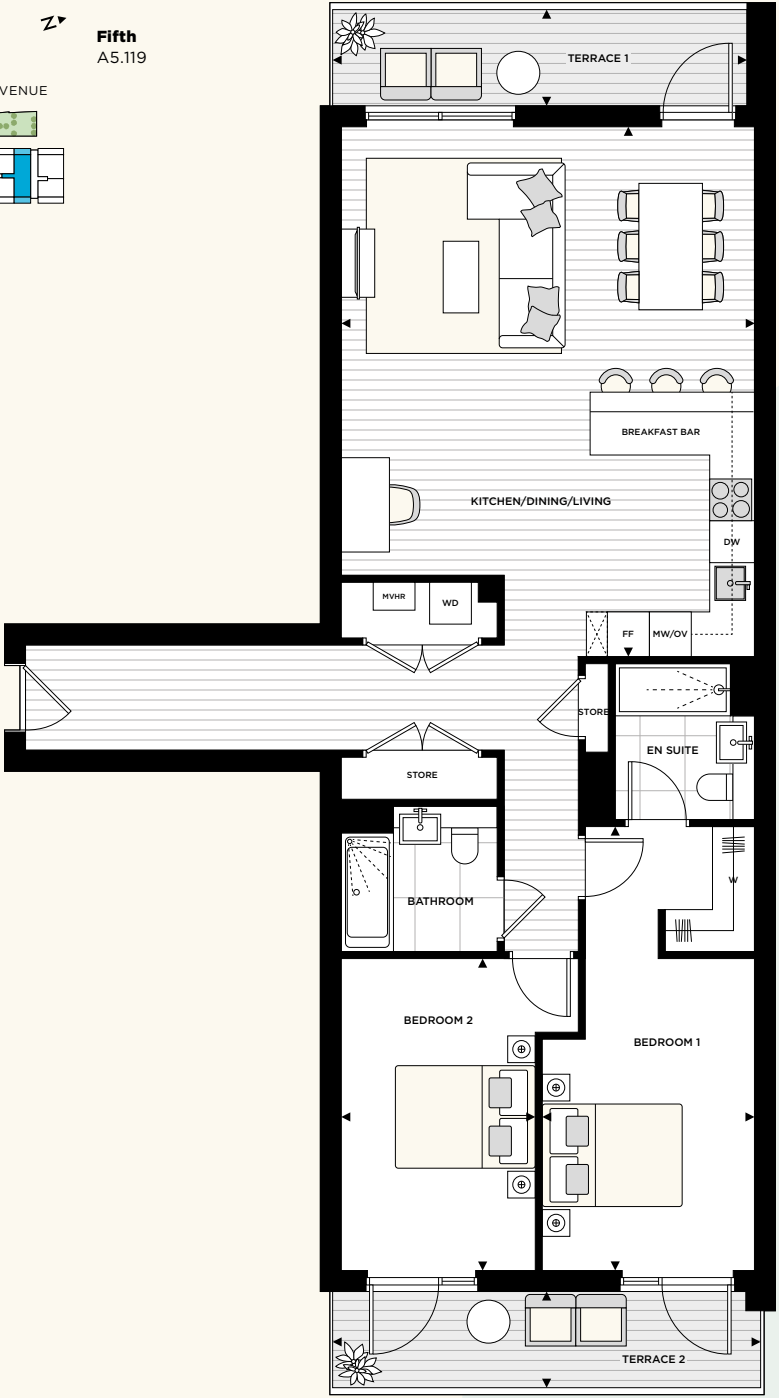 Z
Fifth
A5.119
VENUE
TERRACE 1
BREAKFAST BAR
KITCHEN/DINING/LIVING
DW
MVHR
WD
FF
MW/OV
STORE
EN SUITE
STORE
W
BATHROOM
BEDROOM 2
BEDROOM 1
TERRACE 2